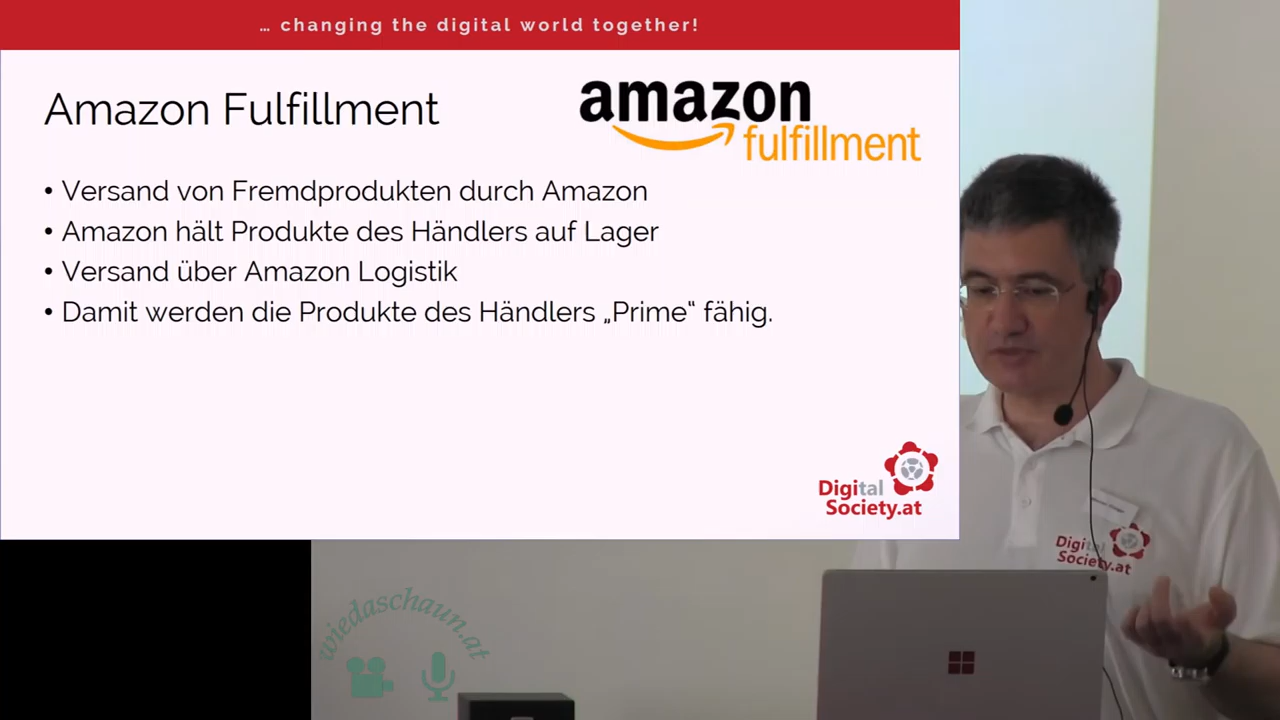 … changing the digital world together!
Amazon Fulfillment
amazon
fulfillment
• Versand von Fremdprodukten durch Amazon
• Amazon hält Produkte des Händlers auf Lager
• Versand über Amazon Logistik
• Damit werden die Produkte des Händlers „Prime“ fähig.
Digital
Society.at
Digital
Society.at
wiedaschaun.at